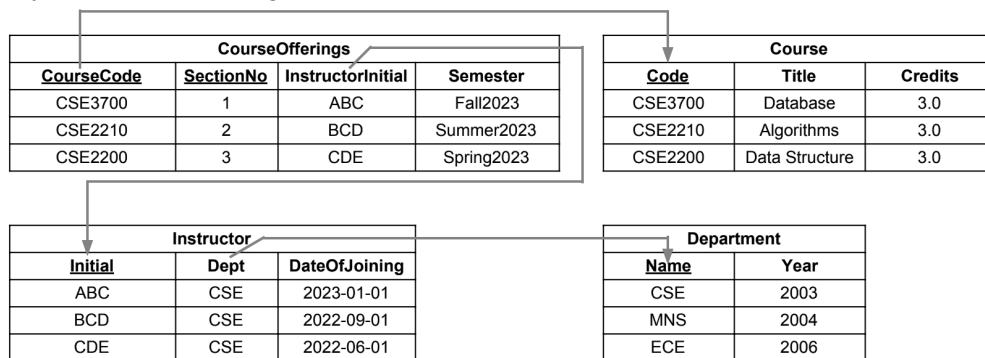 CourseOfferings
CourseCode SectionNo InstructorInitial Semester
CSE3700 1 ABC Fall2023
CSE2210 2 BCD Summer2023
CSE2200 3 CDE Spring2023
Course
Code Title Credits
CSE3700 Database 3.0
CSE2210 Algorithms 3.0
CSE2200 Data Structure 3.0
Instructor
Initial Dept DateOfJoining
ABC CSE 2023-01-01
BCD CSE 2022-09-01
CDE CSE 2022-06-01
Department
Name Year
CSE 2003
MNS 2004
ECE 2006